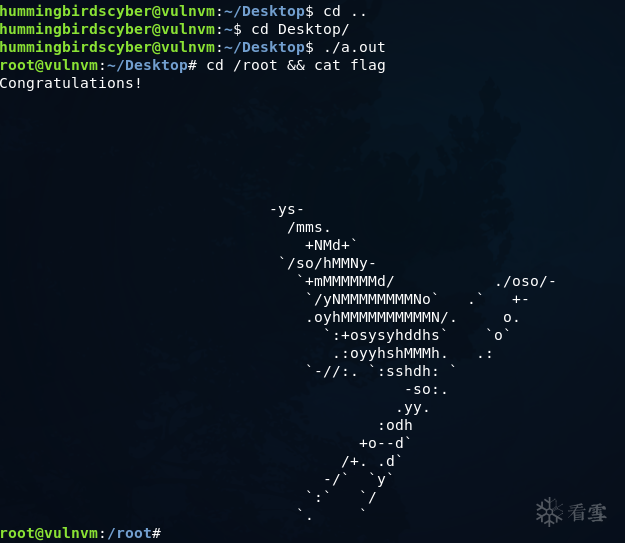 hummingbirdscyber@vulnvm:~/Desktop$ cd ..
hummingbirdscyber@vulnvm:~$ cd Desktop/
hummingbirdscyber@vulnvm:~/Desktop$ ./a.out
root@vulnvm:~/Desktop# cd /root && cat flag
Congratulations!
                              -ys-
                                /mms.
                                  +NMd+`
                               `/so/hMMNy-
                                 `+mMMMMMMd/           ./oso/-
                                  `/yNMMMMMMMMNo`   .`   +-
                                  .oyhMMMMMMMMMMN/.     o.
                                    `:+osysyhddhs`    `o`
                                     .:oyyhshMMMh.   .:
                                  `-//:. `:sshdh: `
                                             -so:.
                                            .yy.
                                          :odh
                                        +o--d`
                                      /+. .d`
                                    -/`  `y`
                                  `:`   `/
                                 `.     `
看雪
root@vulnvm:/root#